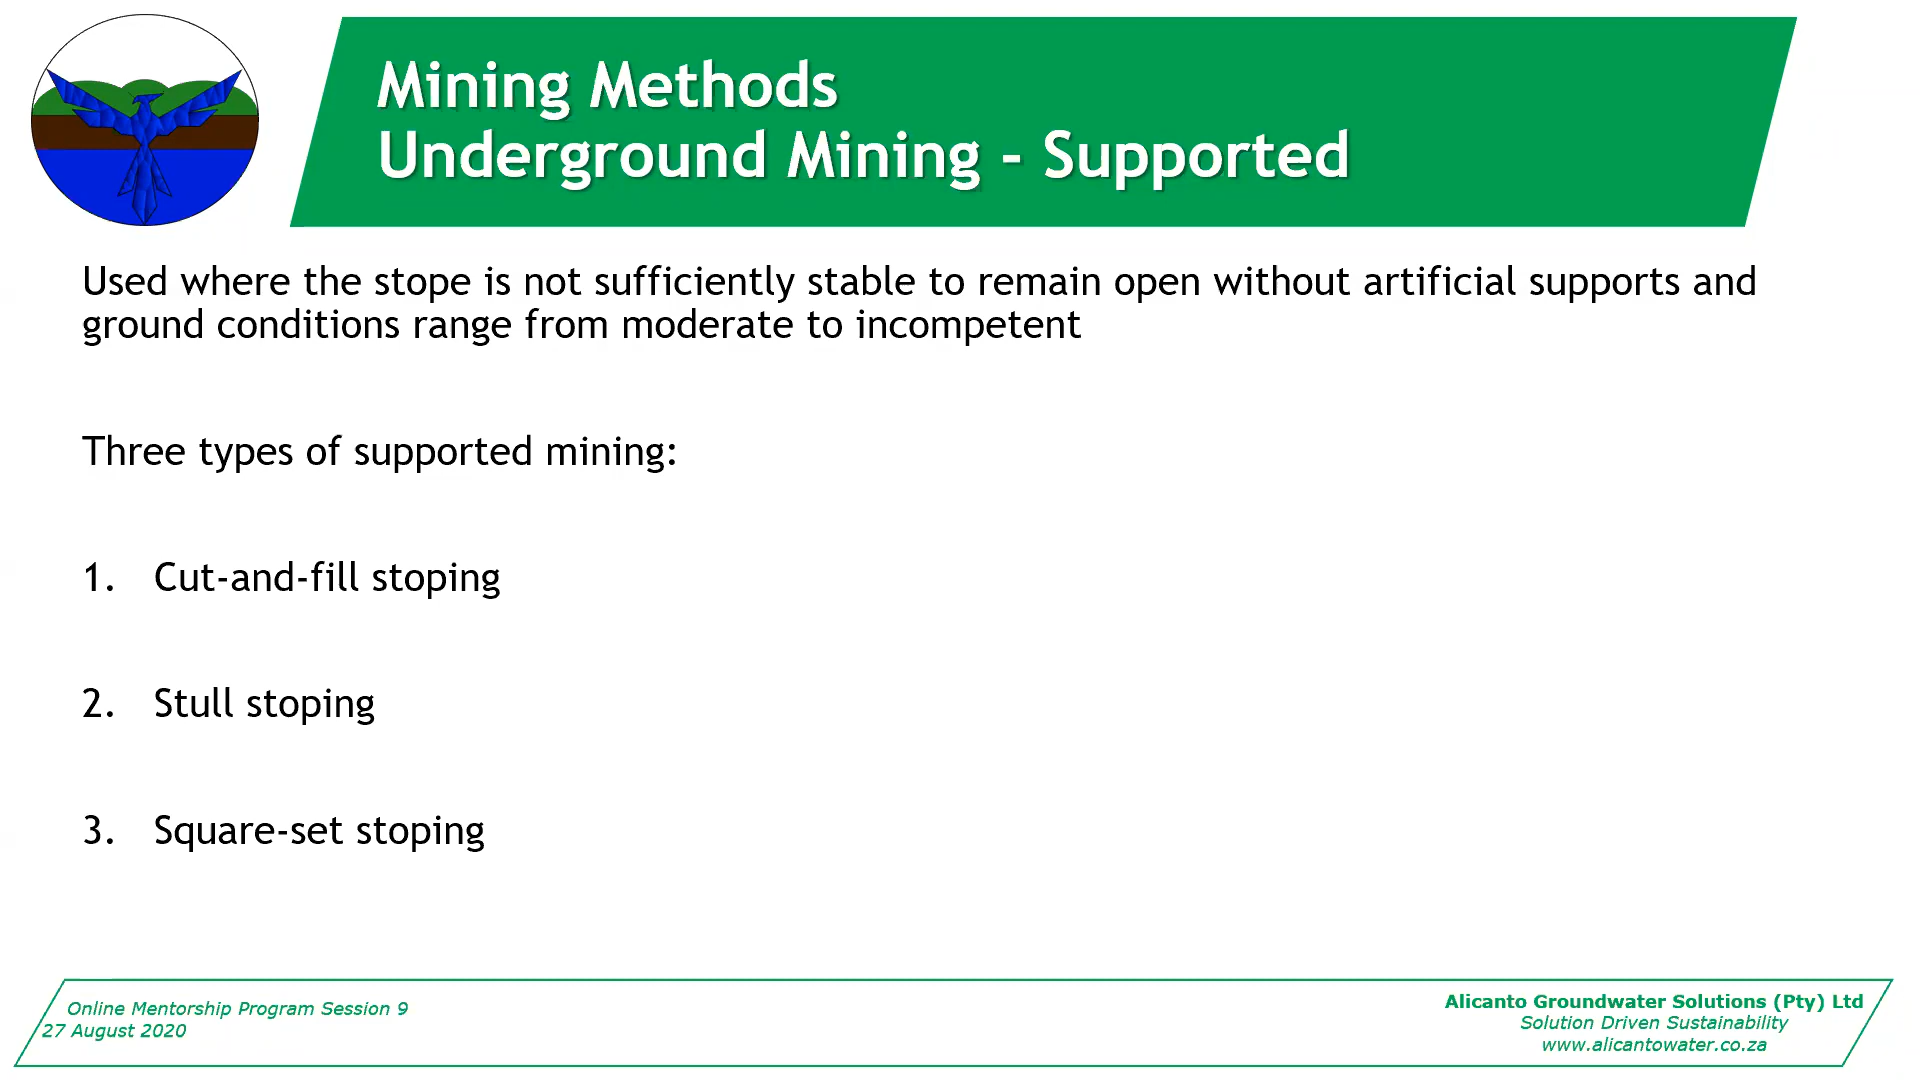 Mining Methods
Underground Mining - Supported
Used where the stope is not sufficiently stable to remain open without artificial supports and
ground conditions range from moderate to incompetent
Three types of supported mining:
1. Cut-and-fill stoping
2. Stull stoping
3. Square-set stoping
Online Mentorship Program Session 9
27 August 2020
Alicanto Groundwater Solutions (Pty) Ltd
Solution Driven Sustainability
www.alicantowater.co.za